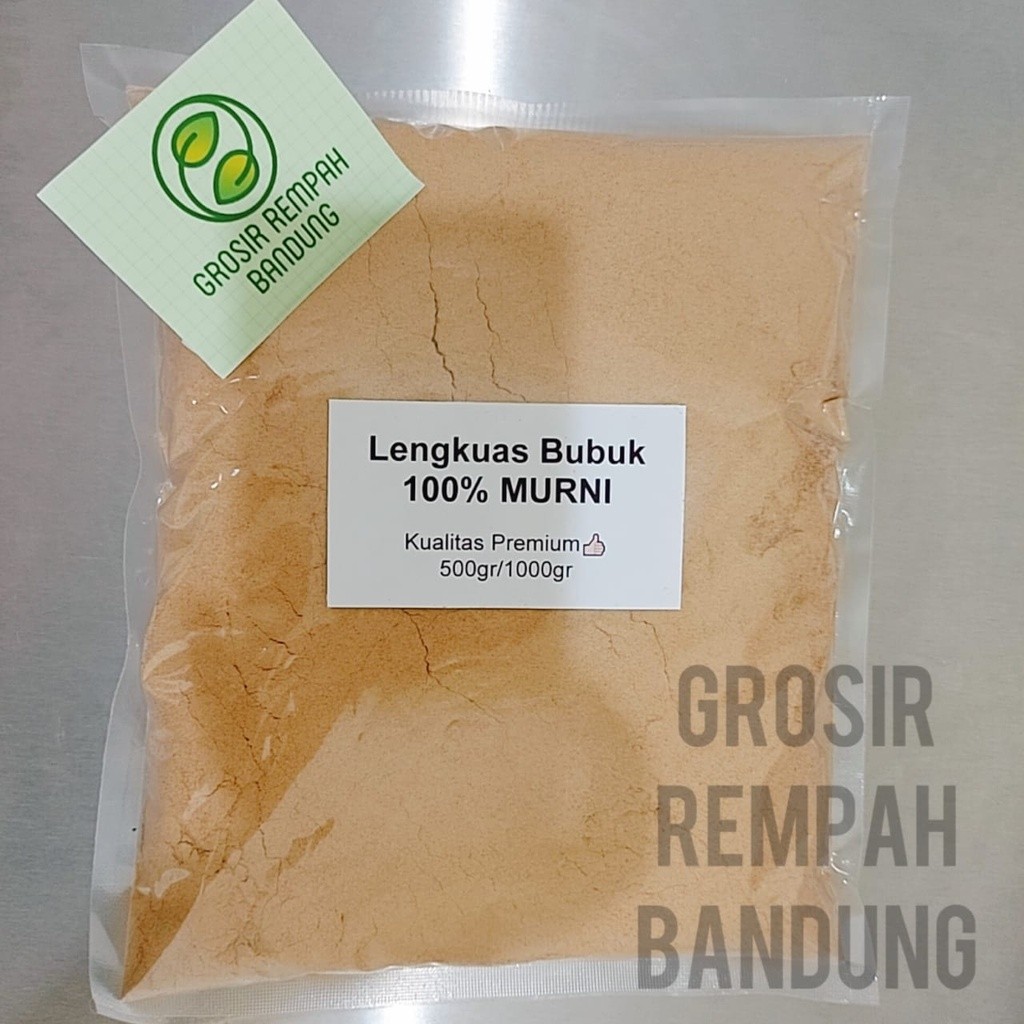 GROSIR REMPAH
BANDUNG
Lengkuas Bubuk
100% MURNI
Kualitas Premium👍
500gr/1000gr
GROSIR
REMPAH
BANDUNG